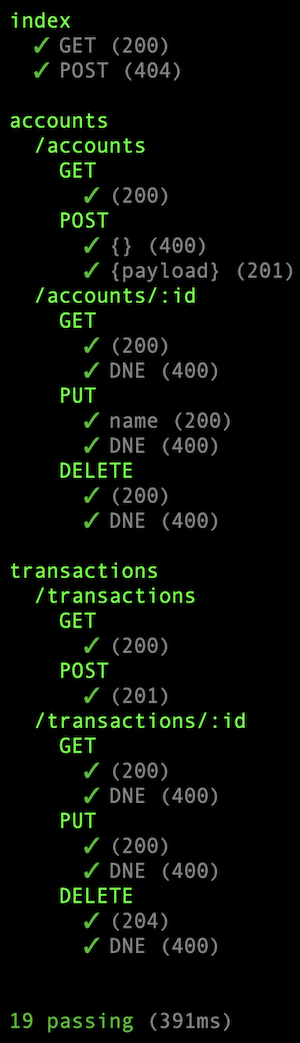 index
✓ GET (200)
✓ POST (404)
accounts
/accounts
GET
✓ (200)
POST
✓ {} (400)
✓ {payload} (201)
/accounts/:id
GET
✓ (200)
✓ DNE (400)
PUT
✓ name (200)
✓ DNE (400)
DELETE
✓ (200)
✓ DNE (400)
transactions
/transactions
GET
✓ (200)
POST
✓ (201)
/transactions/:id
GET
✓ (200)
✓ DNE (400)
PUT
✓ (200)
✓ DNE (400)
DELETE
✓ (204)
✓ DNE (400)
19 passing (391ms)